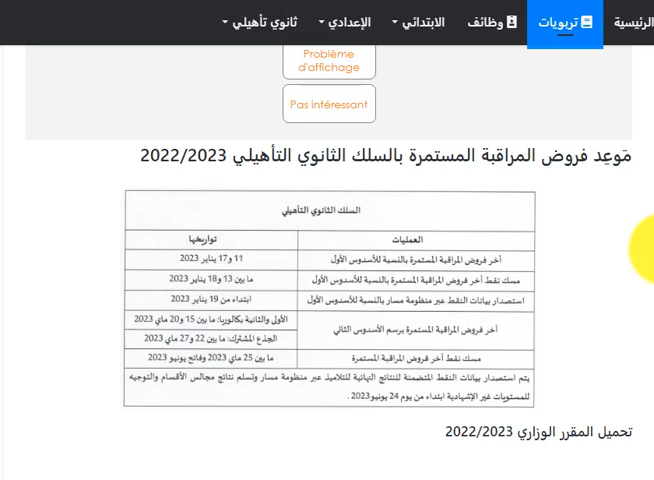 الرئيسية تربويات وظائف الابتدائي الإعدادي ثانوي تأهيلي
Problème
d'affichage
Pas intéressant
مَوعِد فروض المراقبة المستمرة بالسلك الثانوي التأهيلي 2022/2023
السلك الثانوي التأهيلي
العمليات تواريخها
آخر فروض المراقبة المستمرة بالنسبة للأسدوس الأول 11 و17 يناير 2023
مسك نقط آخر فروض المراقبة المستمرة بالنسبة للأسدوس الأول ما بين 13 و18 يناير 2023
استصدار بيانات النقط عبر منظومة مسار بالنسبة للأسدوس الأول ابتداء من 19 يناير 2023
آخر فروض المراقبة المستمرة برسم الأسدوس الثاني الأولى والثانية بكالوريا: ما بين 15 و20 ماي 2023
الجذع المشترك: ما بين 22 و27 ماي 2023
مسك نقط آخر فروض المراقبة المستمرة ما بين 25 ماي 2023 وفاتح يونيو 2023
يتم استصدار بيانات النقط المتضمنة للنتائج النهائية للتلاميذ عبر منظومة مسار وتسلم نتائج مجالس الأقسام والتوجيه
للمستويات غير الإشهادية ابتداء من يوم 24 يونيو2023 .
تحميل المقرر الوزاري 2022/2023